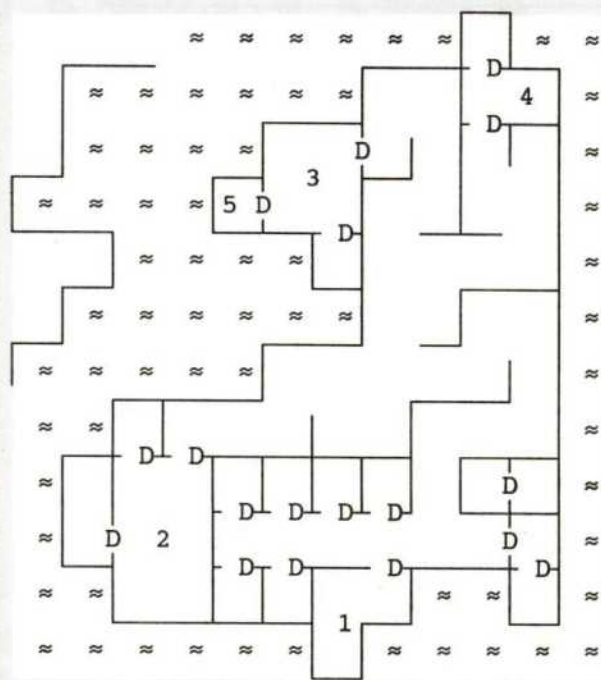 ≈ ≈ ≈ ≈ ≈ ≈ ≈ ≈
D
≈ ≈ ≈ ≈ ≈ ≈ 4 ≈
D
≈ ≈ ≈ ≈ D ≈
3
≈ ≈ ≈ ≈ 5 D ≈
D
≈ ≈ ≈ ≈ ≈
≈ ≈ ≈ ≈ ≈ ≈ ≈
≈ ≈ ≈ ≈ ≈ ≈
≈ ≈ ≈
D D
≈ D ≈
D D D D
≈ D 2 D ≈
D D D D
≈ ≈ ≈ ≈ ≈
1
≈ ≈ ≈ ≈ ≈ ≈ ≈ ≈ ≈ ≈ ≈